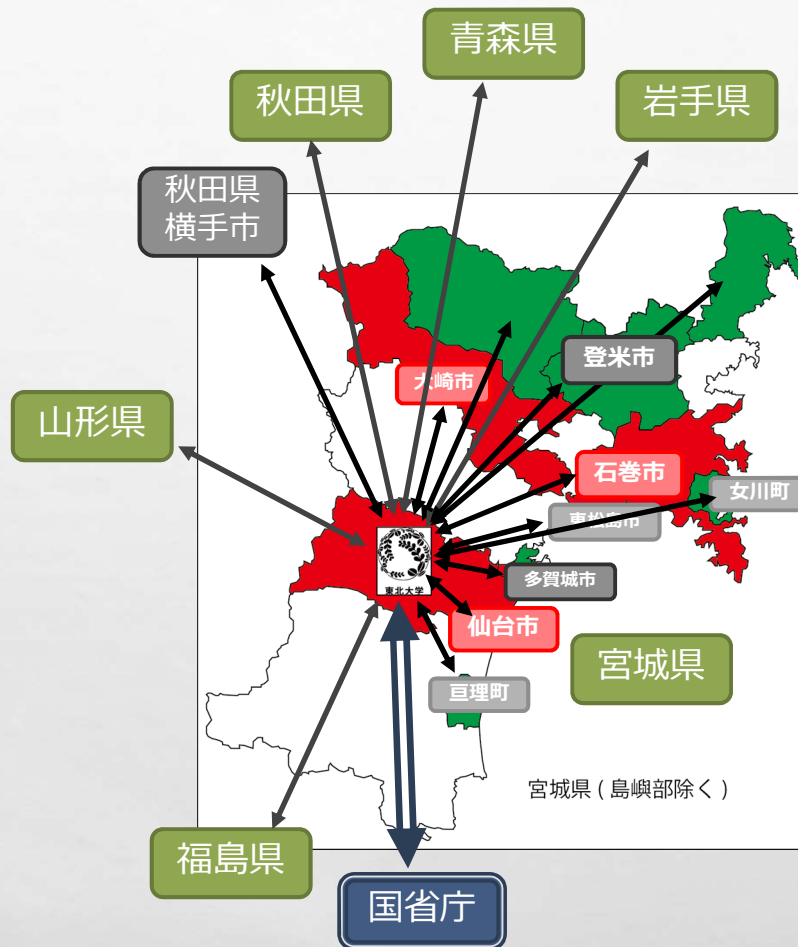 青森県
秋田県
岩手県
秋田県
横手市
登米市
大崎市
山形県
石巻市
女川町
東松島市
東北大学
多賀城市
仙台市
宮城県
亘理町
宮城県 ( 島嶼部除く )
福島県
国省庁